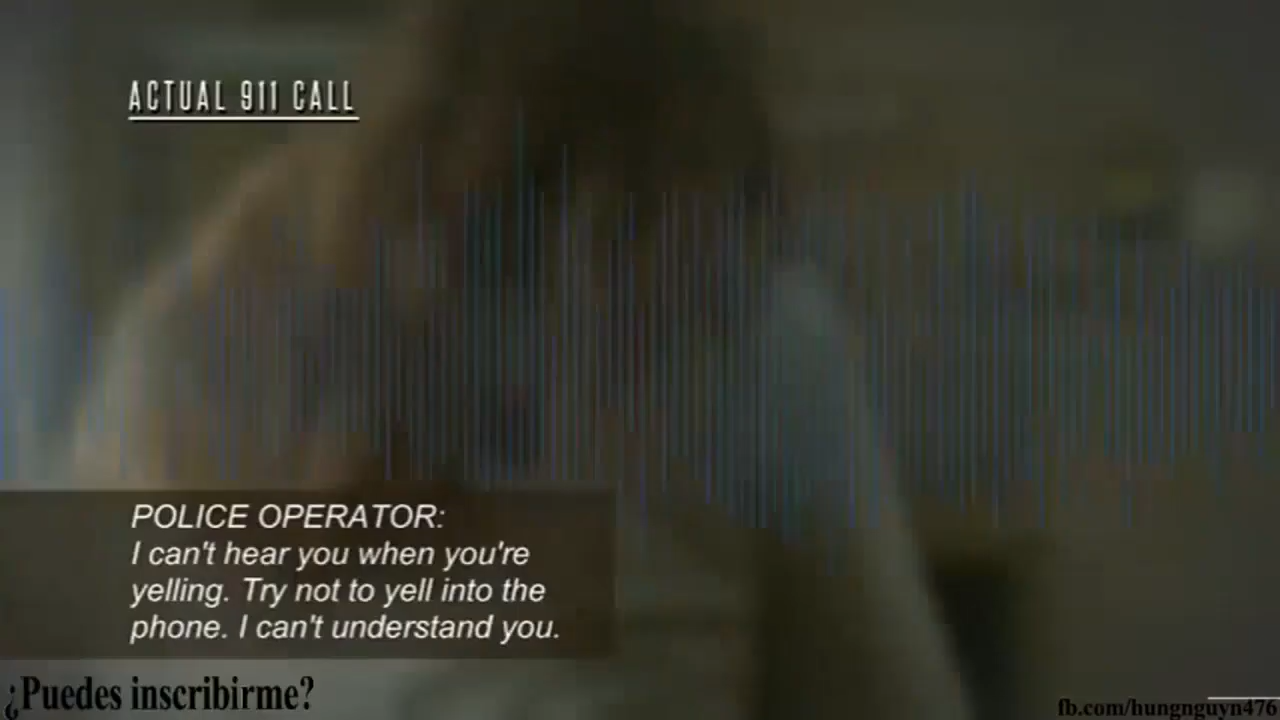 ACTUAL 911 CALL
POLICE OPERATOR:
I can't hear you when you're
yelling. Try not to yell into the
phone. I can't understand you.
¿Puedes inscribirme?
fb.com/hungnguyn476